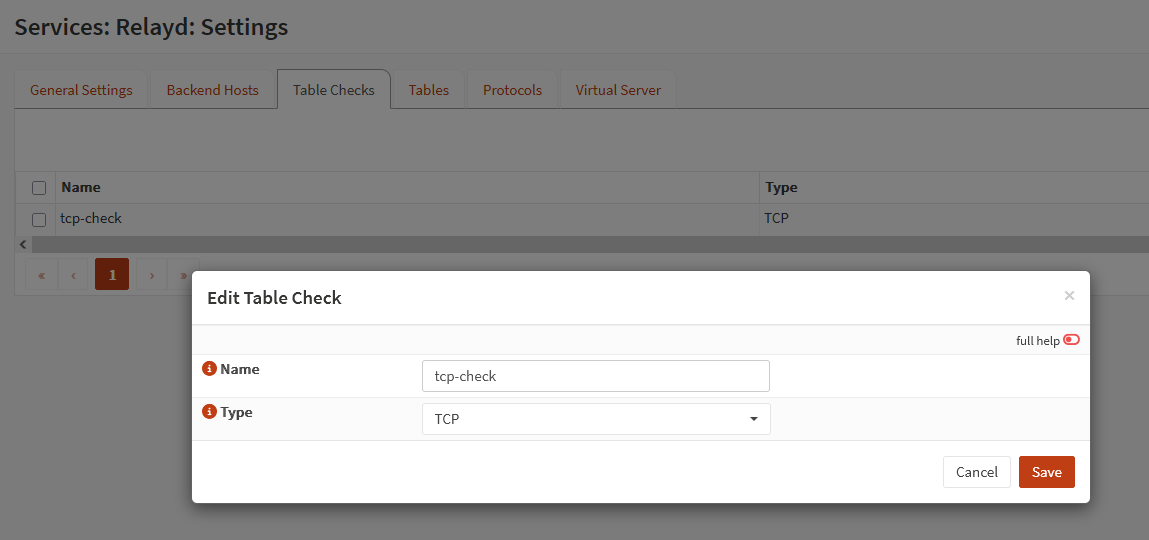 Services: Relayd: Settings
General Settings Backend Hosts Table Checks Tables Protocols Virtual Server
Name Type
tcp-check TCP
« ‹ 1 › »
Edit Table Check ×
full help
Name tcp-check
Type TCP
Cancel Save